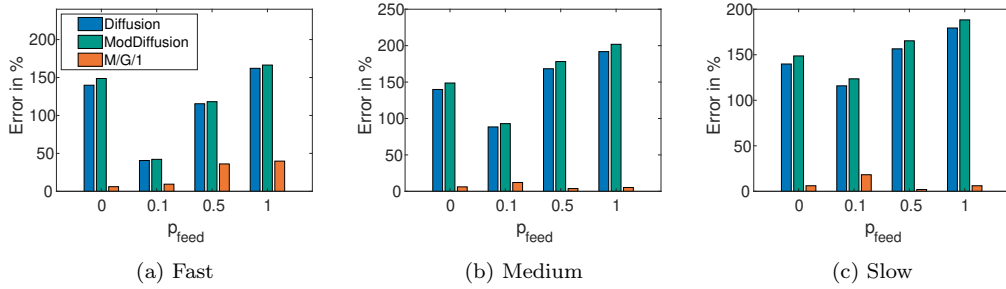 Diffusion
ModDiffusion
M/G/1
Error in %
200
150
100
50
0
0 0.1 0.5 1
p_feed
(a) Fast
Error in %
250
200
150
100
50
0
0 0.1 0.5 1
p_feed
(b) Medium
Error in %
200
150
100
50
0
0 0.1 0.5 1
p_feed
(c) Slow